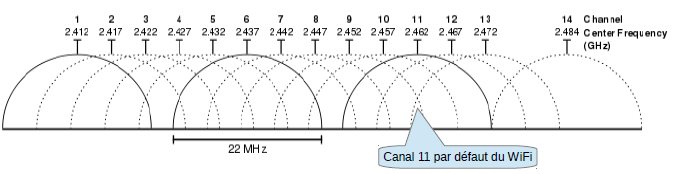 1 2 3 4 5 6 7 8 9 10 11 12 13 14 Channel
2.412 2.417 2.422 2.427 2.432 2.437 2.442 2.447 2.452 2.457 2.462 2.467 2.472 2.484 Center Frequency
(GHz)
22 MHz
Canal 11 par défaut du WiFi